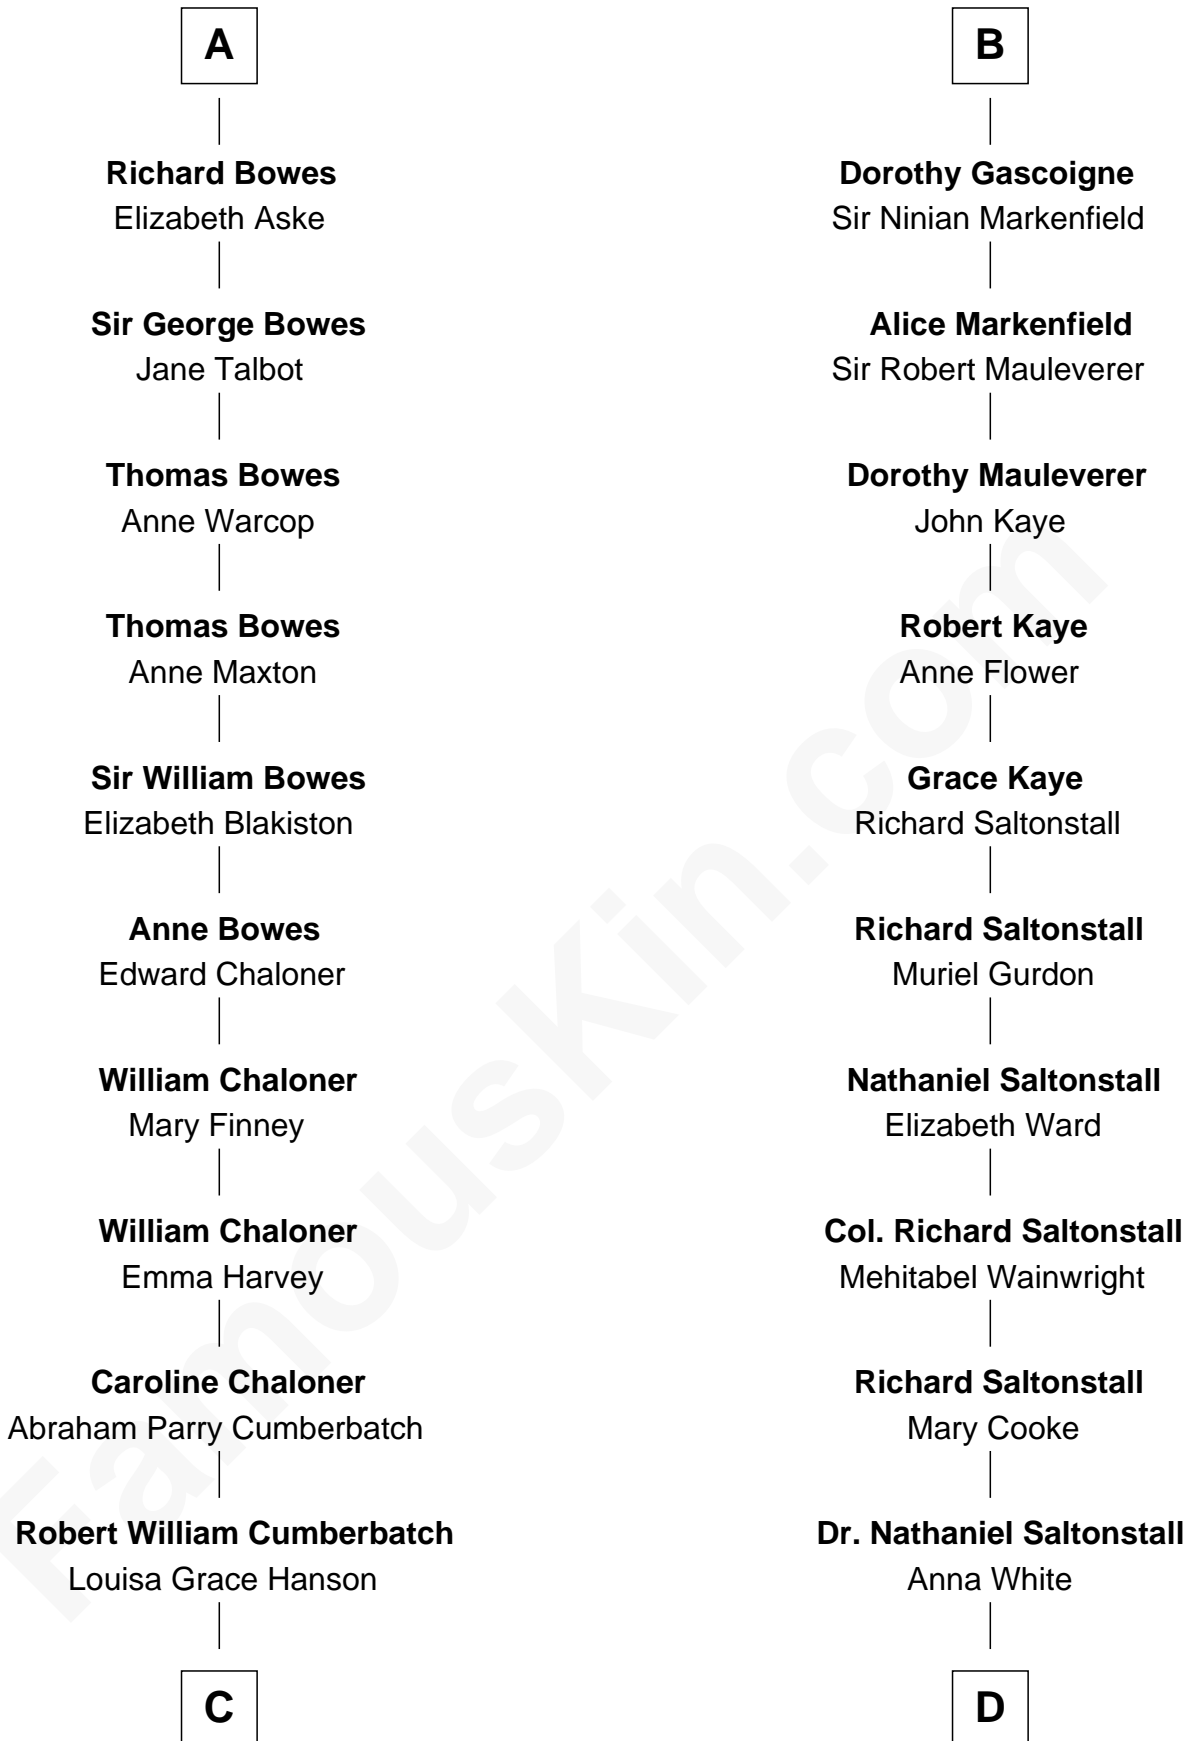 A
Richard Bowes
Elizabeth Aske
Sir George Bowes
Jane Talbot
Thomas Bowes
Anne Warcop
Thomas Bowes
Anne Maxton
Sir William Bowes
Elizabeth Blakiston
Anne Bowes
Edward Chaloner
William Chaloner
Mary Finney
William Chaloner
Emma Harvey
Caroline Chaloner
Abraham Parry Cumberbatch
Robert William Cumberbatch
Louisa Grace Hanson
C
B
Dorothy Gascoigne
Sir Ninian Markenfield
Alice Markenfield
Sir Robert Mauleverer
Dorothy Mauleverer
John Kaye
Robert Kaye
Anne Flower
Grace Kaye
Richard Saltonstall
Richard Saltonstall
Muriel Gurdon
Nathaniel Saltonstall
Elizabeth Ward
Col. Richard Saltonstall
Mehitabel Wainwright
Richard Saltonstall
Mary Cooke
Dr. Nathaniel Saltonstall
Anna White
D
FamousKin.com